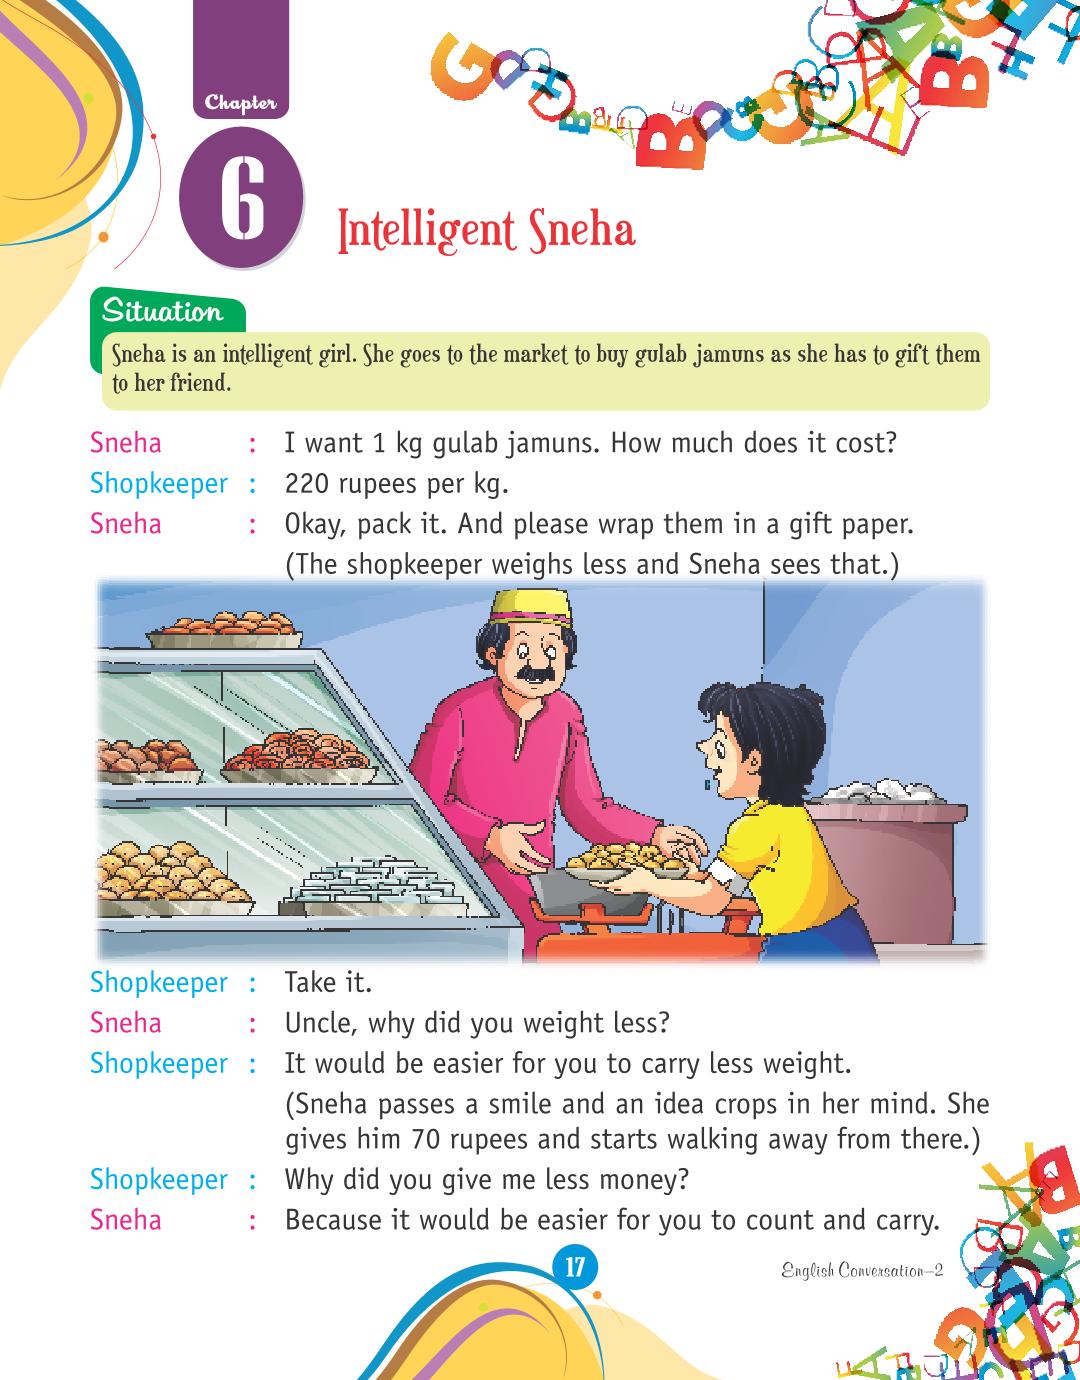 Chapter
6
Intelligent Sneha
Situation
Sneha is an intelligent girl. She goes to the market to buy gulab jamuns as she has to gift them
to her friend.
Sneha : I want 1 kg gulab jamuns. How much does it cost?
Shopkeeper : 220 rupees per kg.
Sneha : Okay, pack it. And please wrap them in a gift paper.
(The shopkeeper weighs less and Sneha sees that.)
Shopkeeper : Take it.
Sneha : Uncle, why did you weight less?
Shopkeeper : It would be easier for you to carry less weight.
(Sneha passes a smile and an idea crops in her mind. She
gives him 70 rupees and starts walking away from there.)
Shopkeeper : Why did you give me less money?
Sneha : Because it would be easier for you to count and carry.
17
English Conversation–2